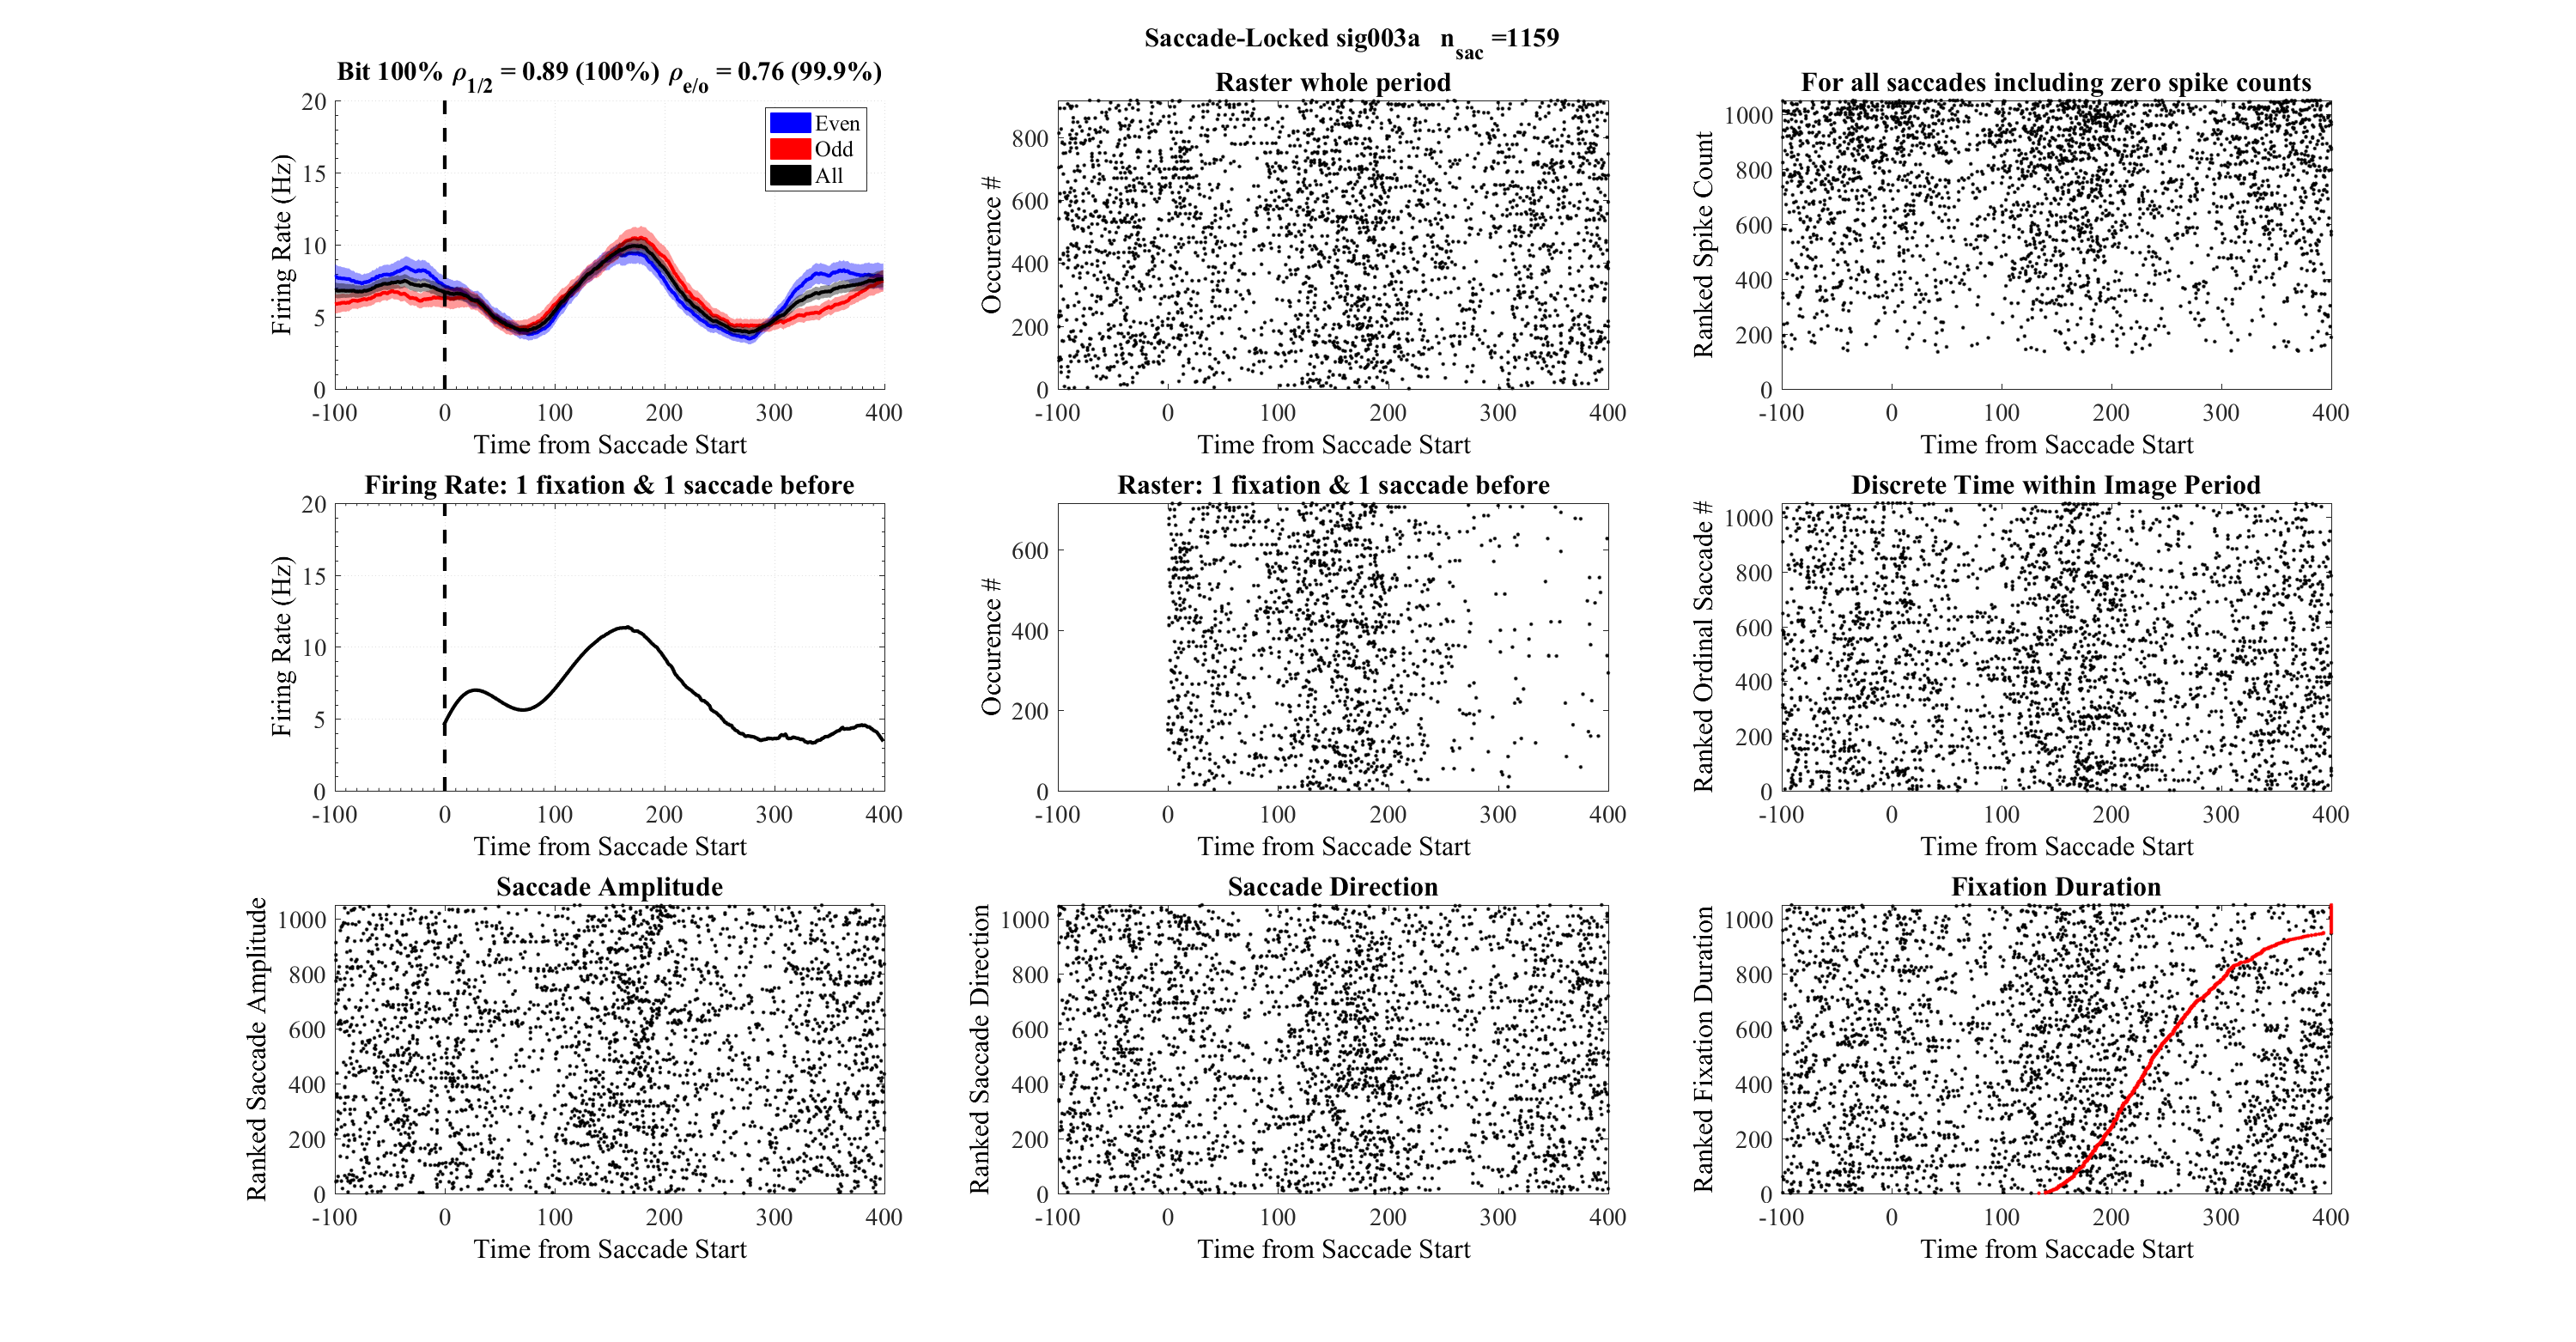 Saccade-Locked sig003a n_sac =1159
Bit 100% ρ_1/2 = 0.89 (100%) ρ_e/o = 0.76 (99.9%)
Firing Rate (Hz)
20
15
10
5
0
Even
Odd
All
-100 0 100 200 300 400
Time from Saccade Start
Raster whole period
Occurence #
800
600
400
200
0
-100 0 100 200 300 400
Time from Saccade Start
For all saccades including zero spike counts
Ranked Spike Count
1000
800
600
400
200
0
-100 0 100 200 300 400
Time from Saccade Start
Firing Rate: 1 fixation & 1 saccade before
Firing Rate (Hz)
20
15
10
5
0
-100 0 100 200 300 400
Time from Saccade Start
Raster: 1 fixation & 1 saccade before
Occurence #
600
400
200
0
-100 0 100 200 300 400
Time from Saccade Start
Discrete Time within Image Period
Ranked Ordinal Saccade #
1000
800
600
400
200
0
-100 0 100 200 300 400
Time from Saccade Start
Saccade Amplitude
Ranked Saccade Amplitude
1000
800
600
400
200
0
-100 0 100 200 300 400
Time from Saccade Start
Saccade Direction
Ranked Saccade Direction
1000
800
600
400
200
0
-100 0 100 200 300 400
Time from Saccade Start
Fixation Duration
Ranked Fixation Duration
1000
800
600
400
200
0
-100 0 100 200 300 400
Time from Saccade Start